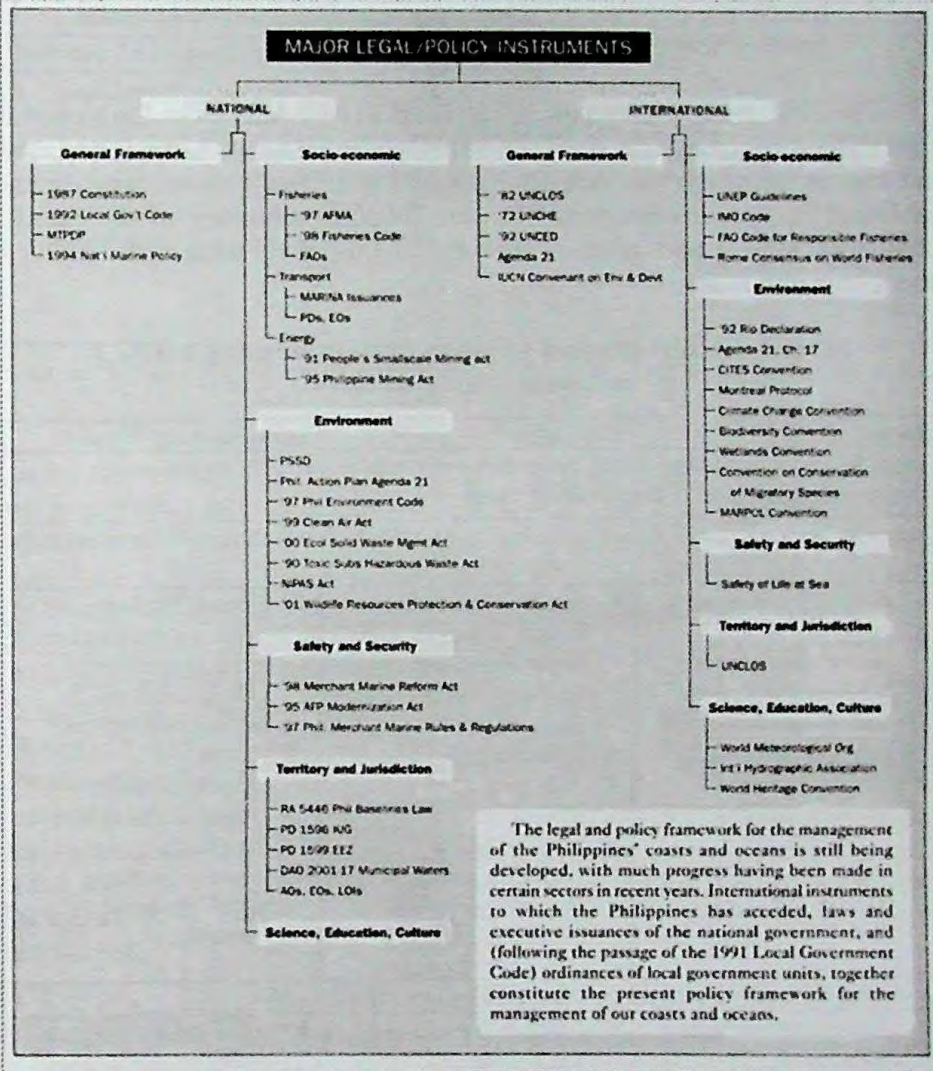 MAJOR LEGAL/POLICY INSTRUMENTS
NATIONAL
General Framework
1987 Constitution
1992 Local Gov't Code
MTPDP
1994 Nat'l Marine Policy
Socio-economic
Fisheries
'97 AFMA
'98 Fisheries Code
FAOs
Transport
MARINA Issuances
PDs, EOs
Energy
'91 People's Smallscale Mining act
'95 Philippine Mining Act
Environment
PSSD
Phil. Action Plan Agenda 21
'97 Phil Environment Code
'99 Clean Air Act
'00 Ecol Solid Waste Mgmt Act
'90 Toxic Subs Hazardous Waste Act
NIPAS Act
'01 Wildlife Resources Protection & Conservation Act
Safety and Security
'98 Merchant Marine Reform Act
'95 AFP Modernization Act
'97 Phil. Merchant Marine Rules & Regulations
Territory and Jurisdiction
RA 5446 Phil Baselines Law
PD 1596 KIG
PD 1599 EEZ
DAO 2001-17 Municipal Waters
AOs, EOs, LOIs
Science, Education, Culture
INTERNATIONAL
General Framework
'82 UNCLOS
'72 UNCHE
'92 UNCED
Agenda 21
IUCN Convenant on Env & Devt
Socio-economic
UNEP Guidelines
IMO Code
FAO Code for Responsible Fisheries
Rome Consensus on World Fisheries
Environment
'92 Rio Declaration
Agenda 21, Ch. 17
CITES Convention
Montreal Protocol
Climate Change Convention
Biodiversity Convention
Wetlands Convention
Convention on Conservation
of Migratory Species
MARPOL Convention
Safety and Security
Safety of Life at Sea
Territory and Jurisdiction
UNCLOS
Science, Education, Culture
World Meteorological Org
Int'l Hydrographic Association
World Heritage Convention
The legal and policy framework for the management
of the Philippines' coasts and oceans is still being
developed, with much progress having been made in
certain sectors in recent years. International instruments
to which the Philippines has acceded, laws and
executive issuances of the national government, and
(following the passage of the 1991 Local Government
Code) ordinances of local government units, together
constitute the present policy framework for the
management of our coasts and oceans.